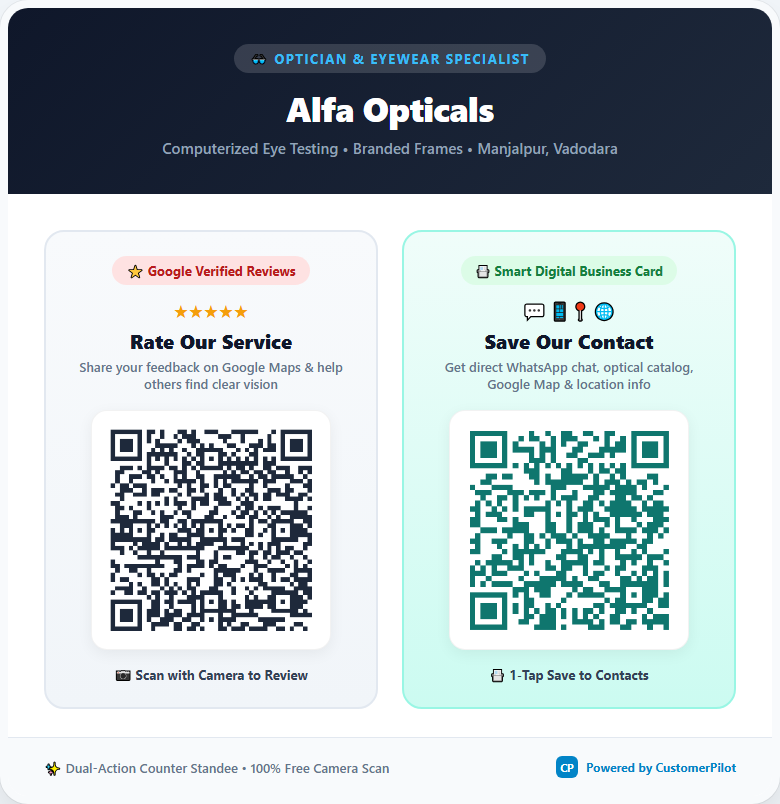 OPTICIAN & EYEWEAR SPECIALIST
Alfa Opticals
Computerized Eye Testing • Branded Frames • Manjalpur, Vadodara
Google Verified Reviews
★★★★★
Rate Our Service
Share your feedback on Google Maps & help
others find clear vision
Scan with Camera to Review
Smart Digital Business Card
Save Our Contact
Get direct WhatsApp chat, optical catalog,
Google Map & location info
1-Tap Save to Contacts
Dual-Action Counter Standee • 100% Free Camera Scan
CP Powered by CustomerPilot